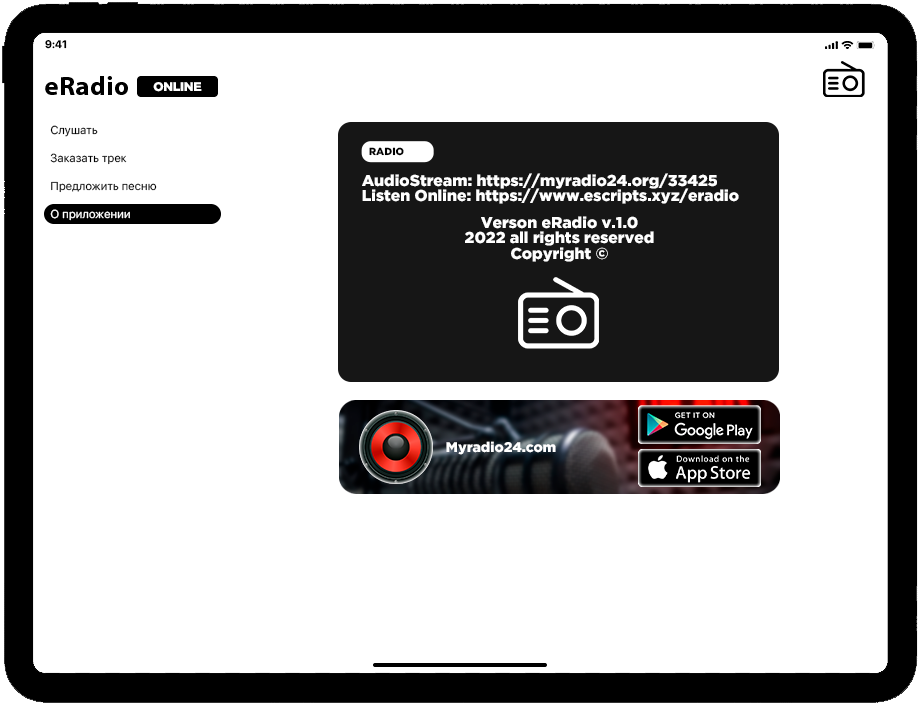 9:41
eRadio ONLINE
Слушать
Заказать трек
Предложить песню
О приложении
RADIO
AudioStream: https://myradio24.org/33425
Listen Online: https://www.escripts.xyz/eradio
Verson eRadio v.1.0
2022 all rights reserved
Copyright ©
Myradio24.com
GET IT ON
Google Play
Download on the
App Store